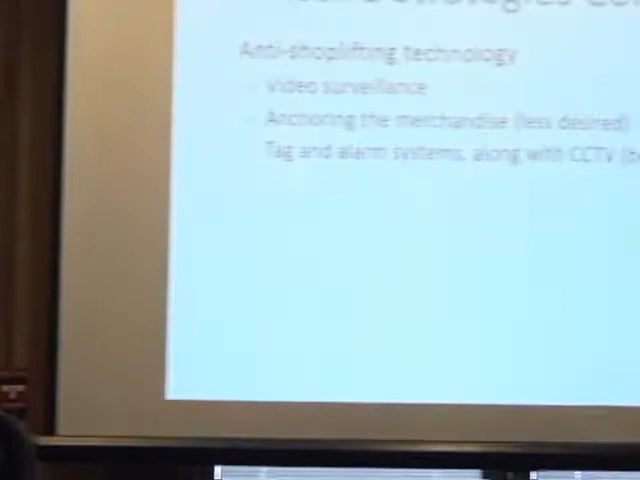 Anti-shoplifting technology
Video surveillance
Anchoring the merchandise (less desired)
Tag and alarm systems, along with CCTV